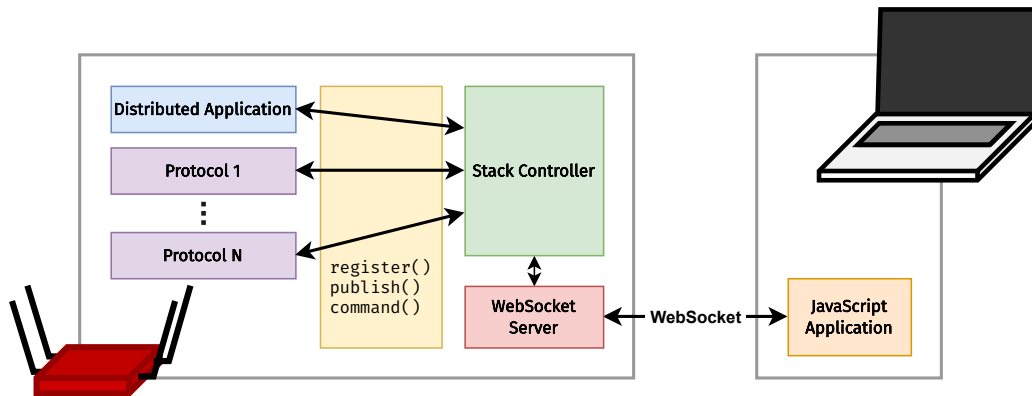 Distributed Application
Protocol 1
Protocol N
register()
publish()
command()
Stack Controller
WebSocket
Server
WebSocket
JavaScript
Application